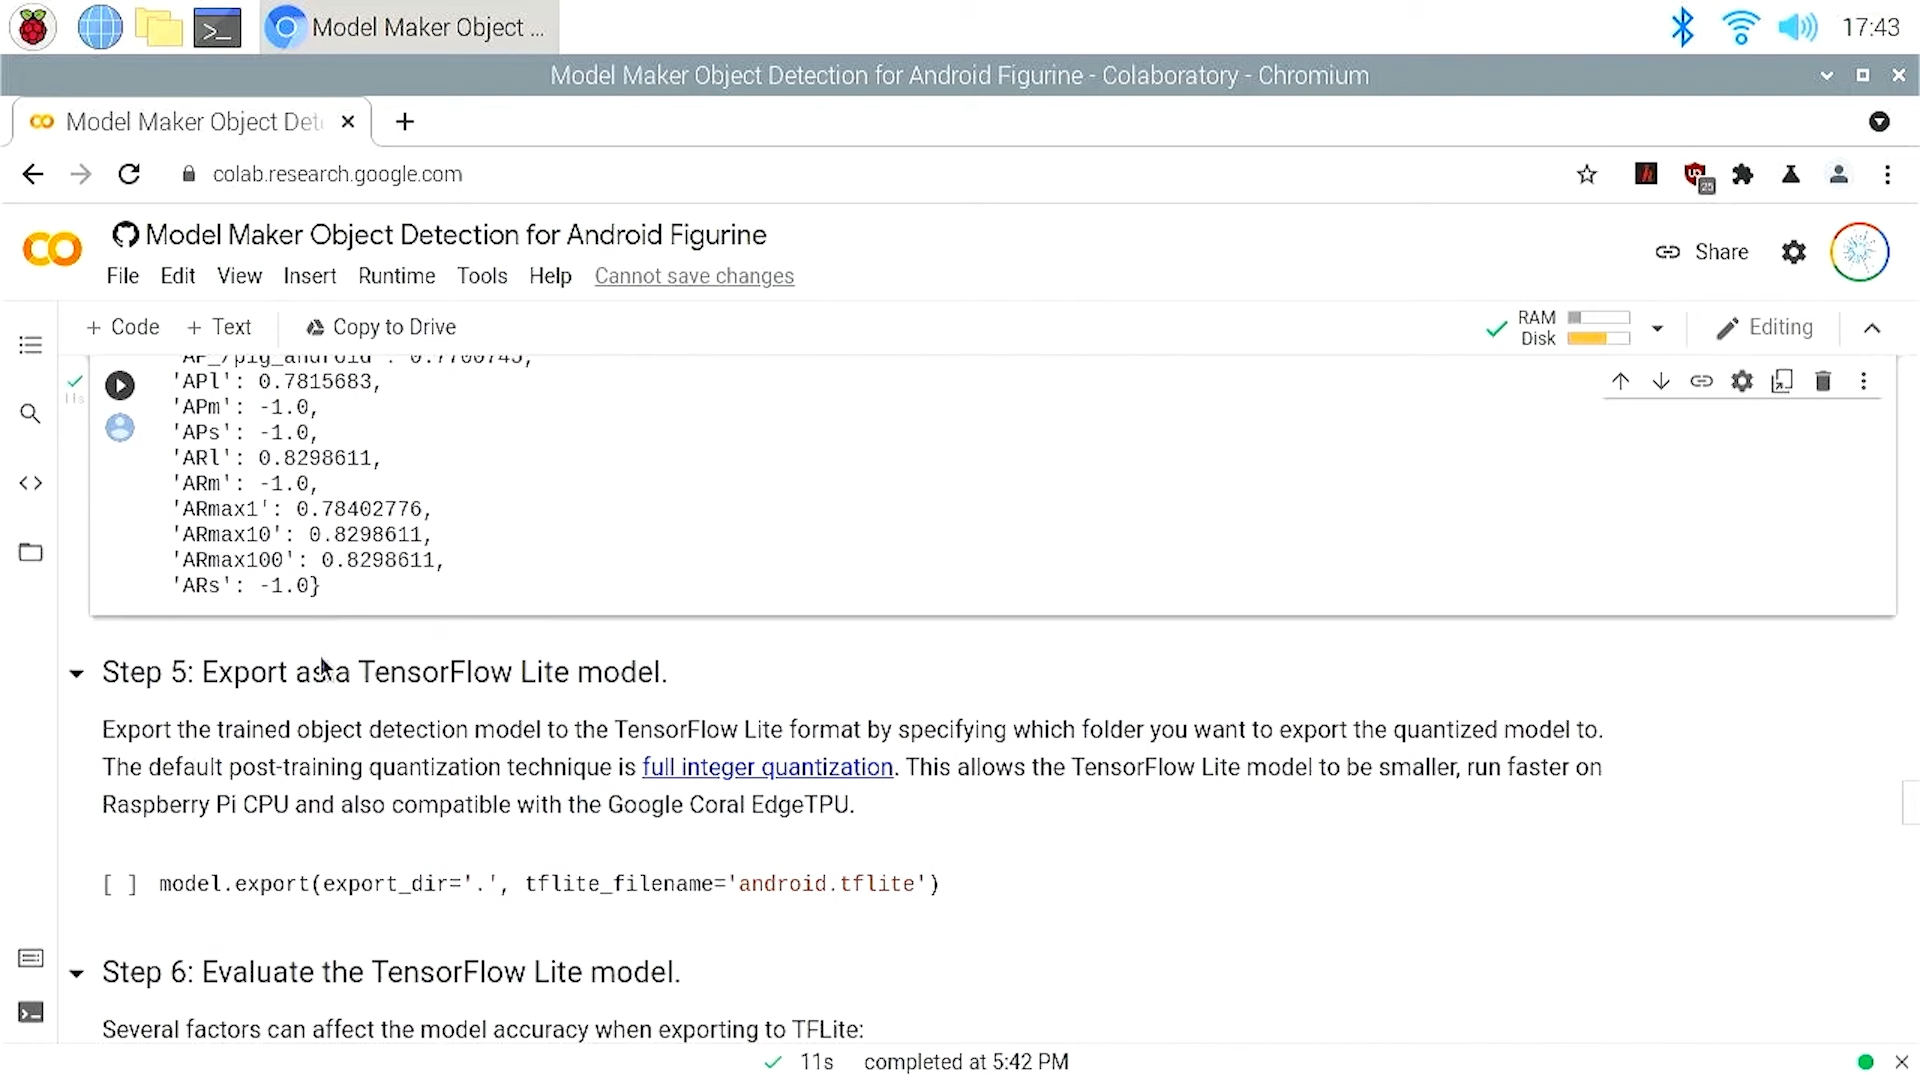 Model Maker Object ...
17:43
Model Maker Object Detection for Android Figurine - Colaboratory - Chromium
Model Maker Object Det
colab.research.google.com
25
Model Maker Object Detection for Android Figurine
File Edit View Insert Runtime Tools Help Cannot save changes
Share
+ Code + Text Copy to Drive
RAM
Disk
Editing
'AP_/pig_android': 0.7700745,
11s
'APl': 0.7815683,
'APm': -1.0,
'APs': -1.0,
'ARl': 0.8298611,
'ARm': -1.0,
'ARmax1': 0.78402776,
'ARmax10': 0.8298611,
'ARmax100': 0.8298611,
'ARs': -1.0}
Step 5: Export as a TensorFlow Lite model.
Export the trained object detection model to the TensorFlow Lite format by specifying which folder you want to export the quantized model to.
The default post-training quantization technique is full integer quantization. This allows the TensorFlow Lite model to be smaller, run faster on
Raspberry Pi CPU and also compatible with the Google Coral EdgeTPU.
[ ] model.export(export_dir='.', tflite_filename='android.tflite')
Step 6: Evaluate the TensorFlow Lite model.
Several factors can affect the model accuracy when exporting to TFLite:
11s completed at 5:42 PM